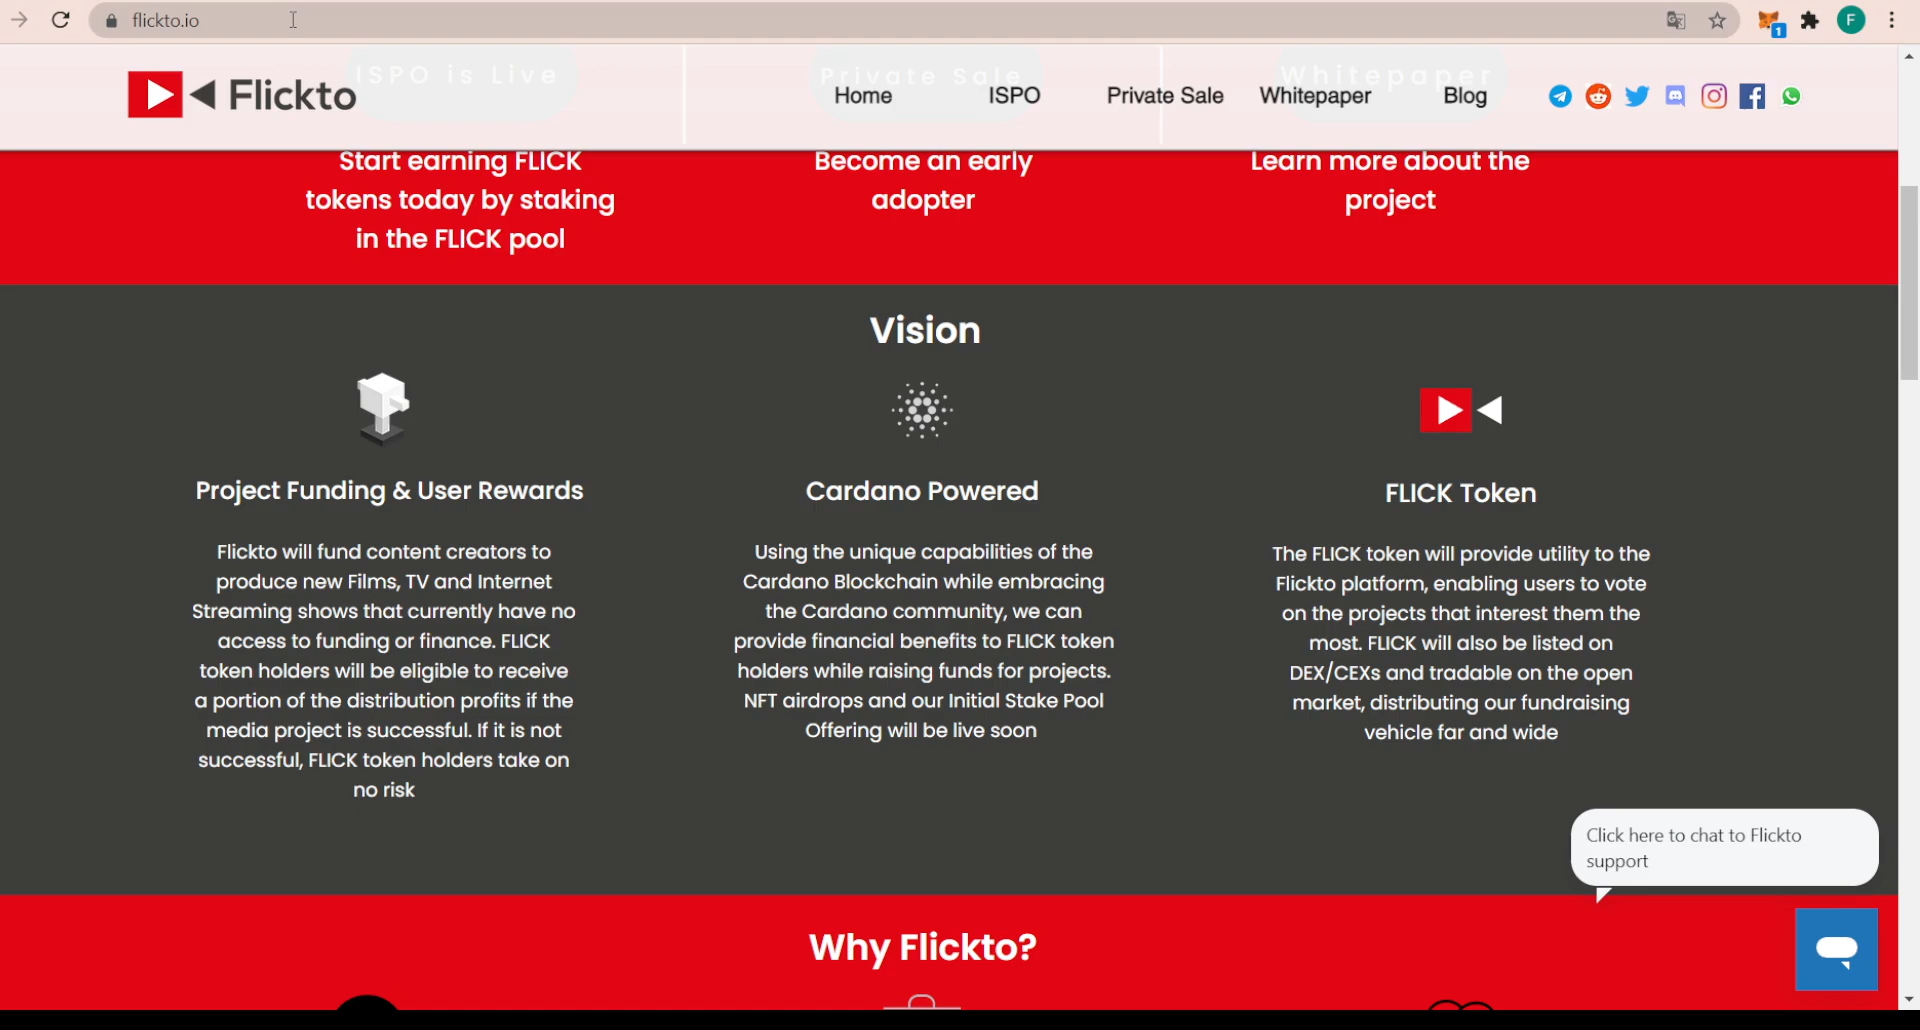 flickto.io
F
1
ISPO is Live
Private Sale
Whitepaper
Flickto
Home
ISPO
Private Sale
Whitepaper
Blog
Start earning FLICK
tokens today by staking
in the FLICK pool
Become an early
adopter
Learn more about the
project
Vision
Project Funding & User Rewards
Flickto will fund content creators to
produce new Films, TV and Internet
Streaming shows that currently have no
access to funding or finance. FLICK
token holders will be eligible to receive
a portion of the distribution profits if the
media project is successful. If it is not
successful, FLICK token holders take on
no risk
Cardano Powered
Using the unique capabilities of the
Cardano Blockchain while embracing
the Cardano community, we can
provide financial benefits to FLICK token
holders while raising funds for projects.
NFT airdrops and our Initial Stake Pool
Offering will be live soon
FLICK Token
The FLICK token will provide utility to the
Flickto platform, enabling users to vote
on the projects that interest them the
most. FLICK will also be listed on
DEX/CEXs and tradable on the open
market, distributing our fundraising
vehicle far and wide
Click here to chat to Flickto
support
Why Flickto?